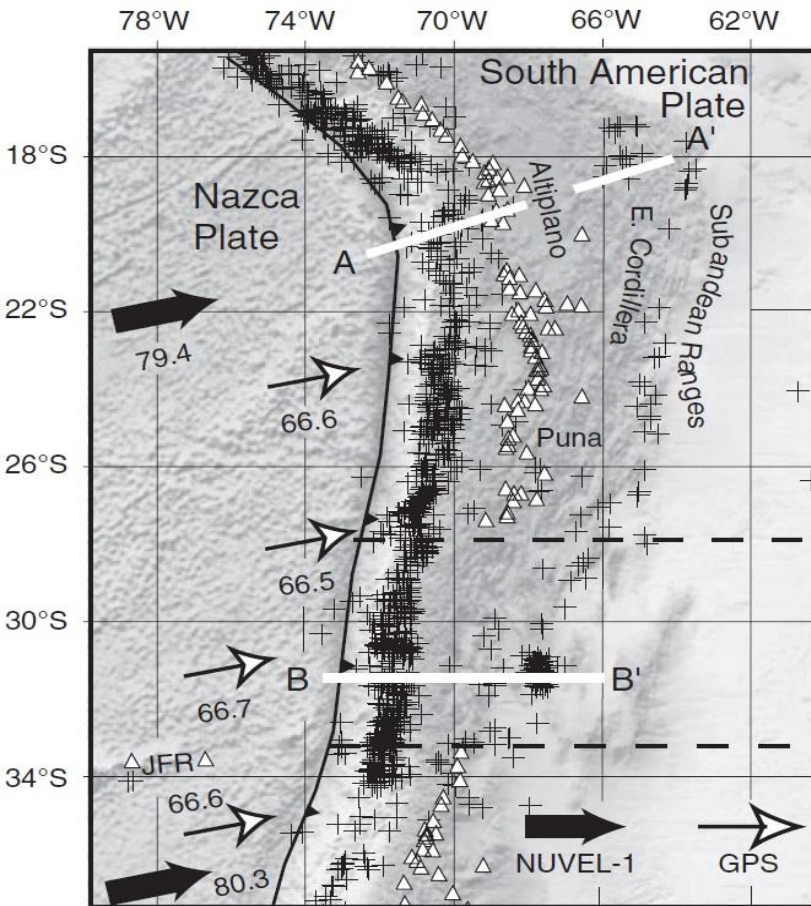 78°W 74°W 70°W 66°W 62°W
South American
Plate
A'
18°S
Nazca
Plate
Altiplano
A
E. Cordillera
Subandean Ranges
22°S
79.4
66.6
Puna
26°S
66.5
30°S
B B'
66.7
JFR
34°S
66.6
NUVEL-1 GPS
80.3